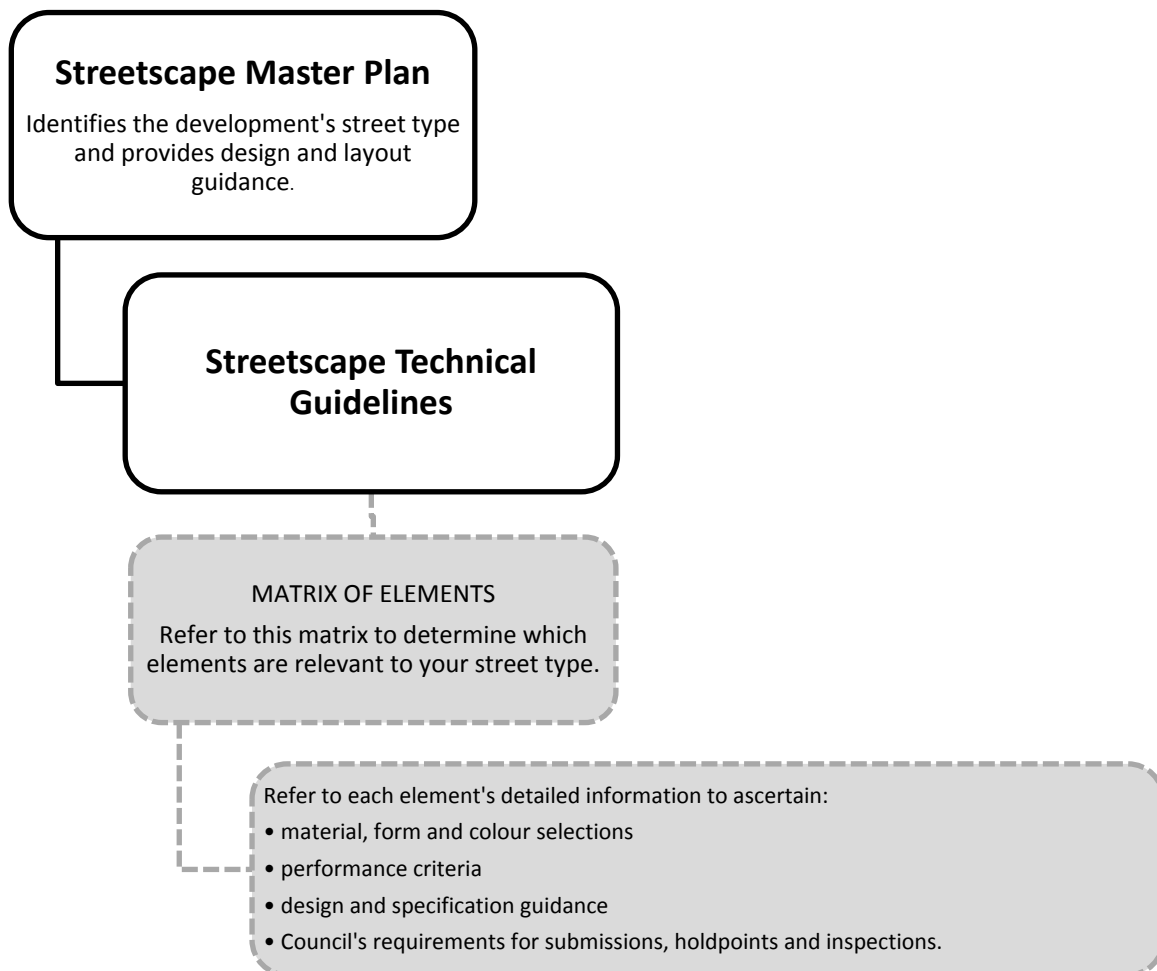 Streetscape Master Plan
Identifies the development's street type
and provides design and layout
guidance.
Streetscape Technical
Guidelines
MATRIX OF ELEMENTS
Refer to this matrix to determine which
elements are relevant to your street type.
Refer to each element's detailed information to ascertain:
• material, form and colour selections
• performance criteria
• design and specification guidance
• Council's requirements for submissions, holdpoints and inspections.